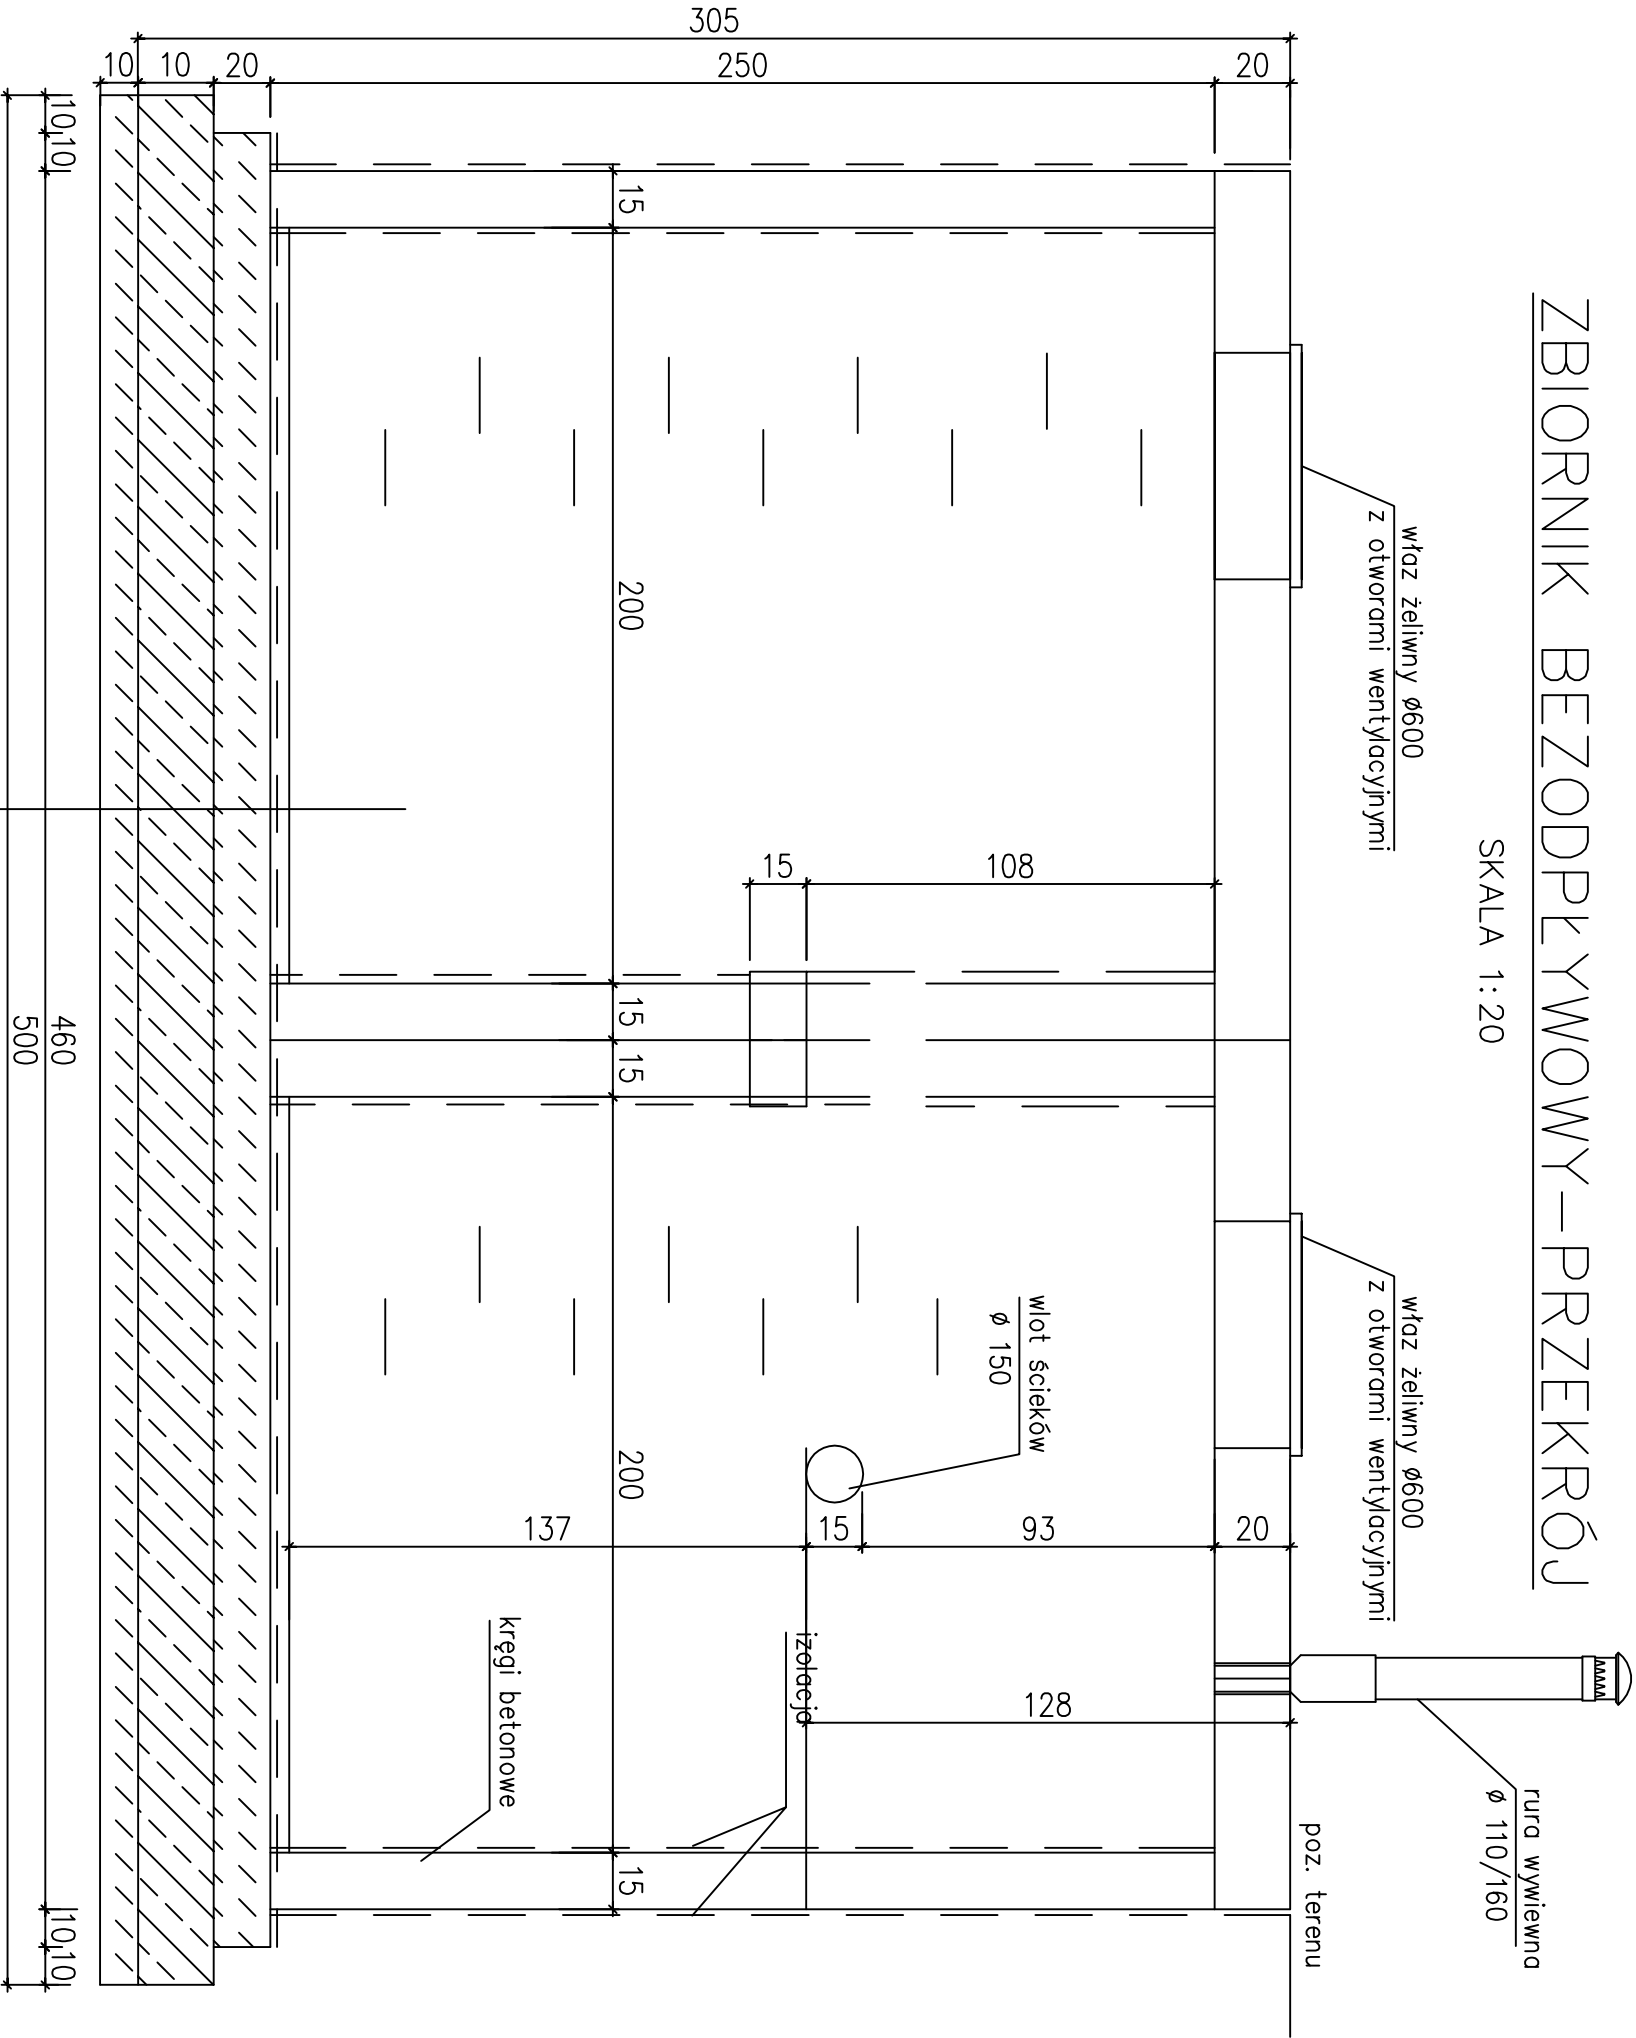 ZBIORNIK BEZODPŁYWOWY–PRZEKRÓJ
SKALA 1:20
właz żeliwny ø600
z otworami wentylacyjnymi
właz żeliwny ø600
z otworami wentylacyjnymi
rura wywiewna
ø 110/160
poz. terenu
wlot ścieków
ø 150
izolacja
kręgi betonowe
305
10
10
20
250
20
15
108
137
15
93
20
128
15
200
15
15
200
15
10
10
460
10
10
500